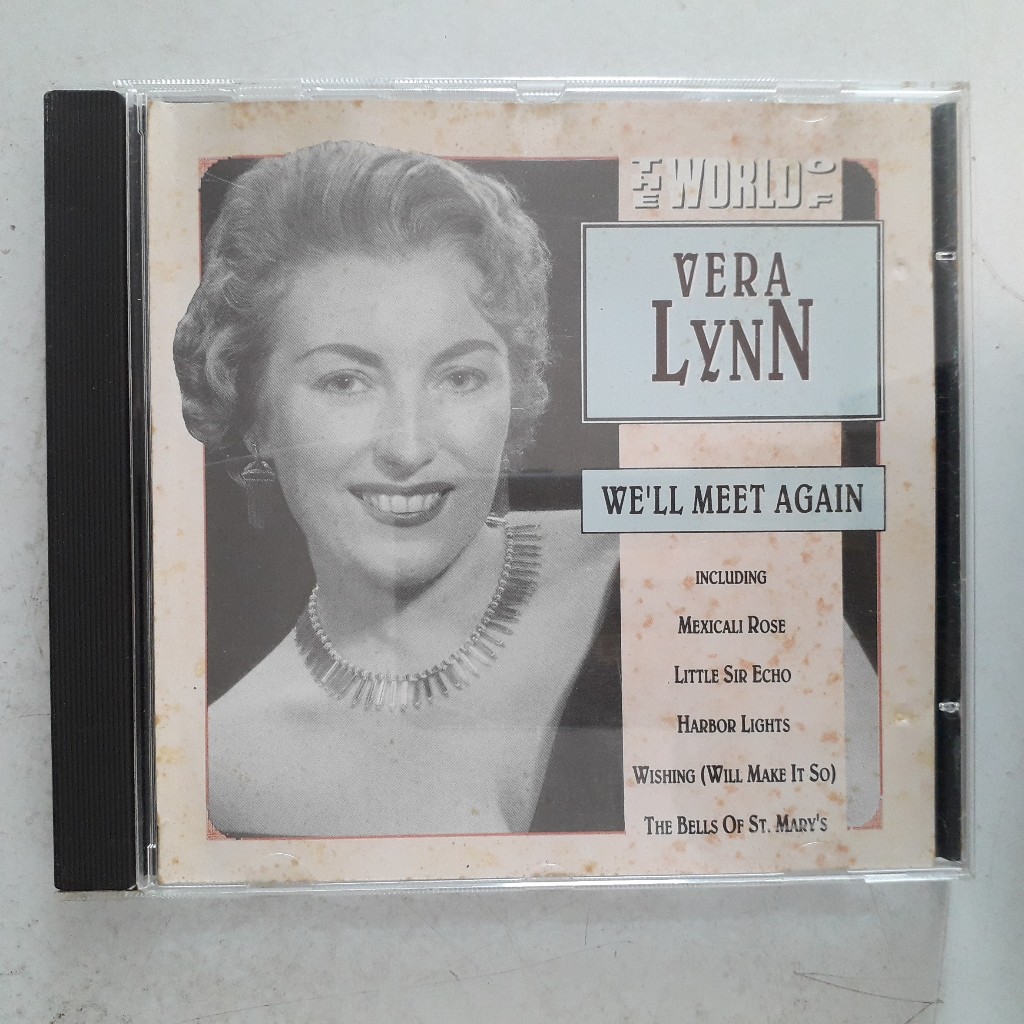 THE WORLD OF
VERA
LYNN
WE'LL MEET AGAIN
INCLUDING
MEXICALI ROSE
LITTLE SIR ECHO
HARBOR LIGHTS
WISHING (WILL MAKE IT SO)
THE BELLS OF ST. MARY'S